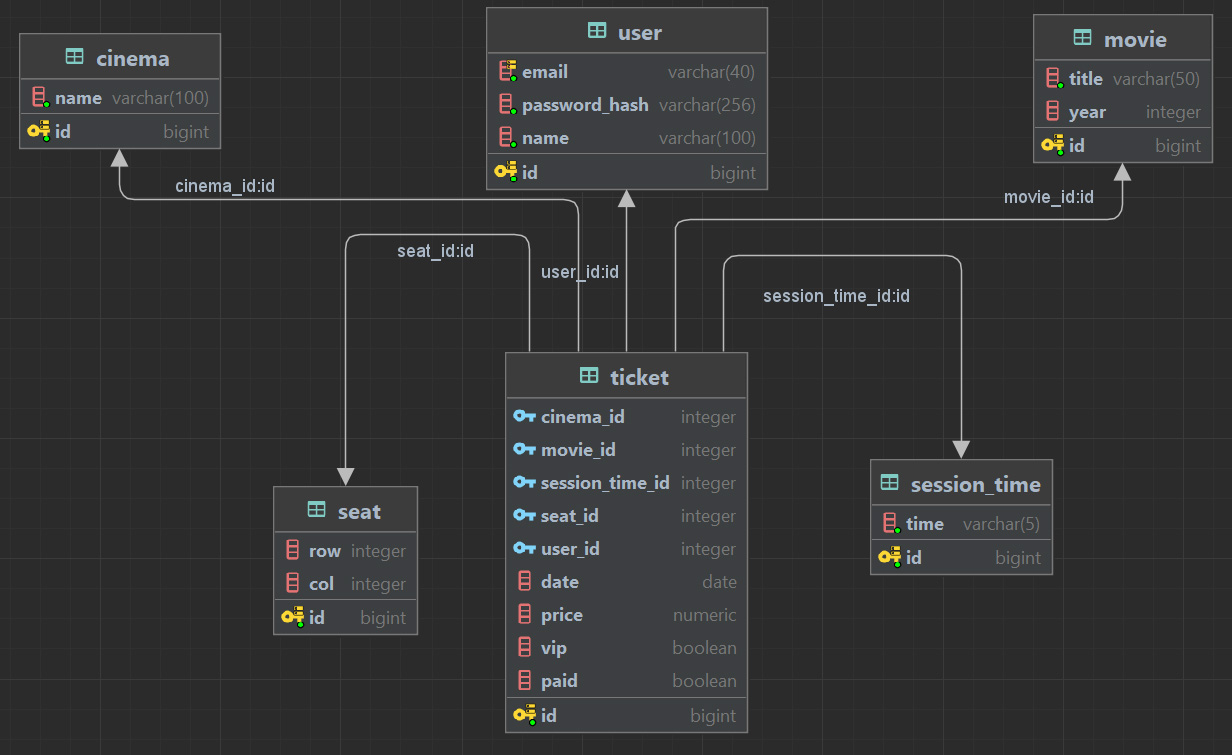 cinema
name varchar(100)
id bigint
user
email varchar(40)
password_hash varchar(256)
name varchar(100)
id bigint
movie
title varchar(50)
year integer
id bigint
cinema_id:id
movie_id:id
seat_id:id
user_id:id
session_time_id:id
ticket
cinema_id integer
movie_id integer
session_time_id integer
seat_id integer
user_id integer
date date
price numeric
vip boolean
paid boolean
id bigint
seat
row integer
col integer
id bigint
session_time
time varchar(5)
id bigint